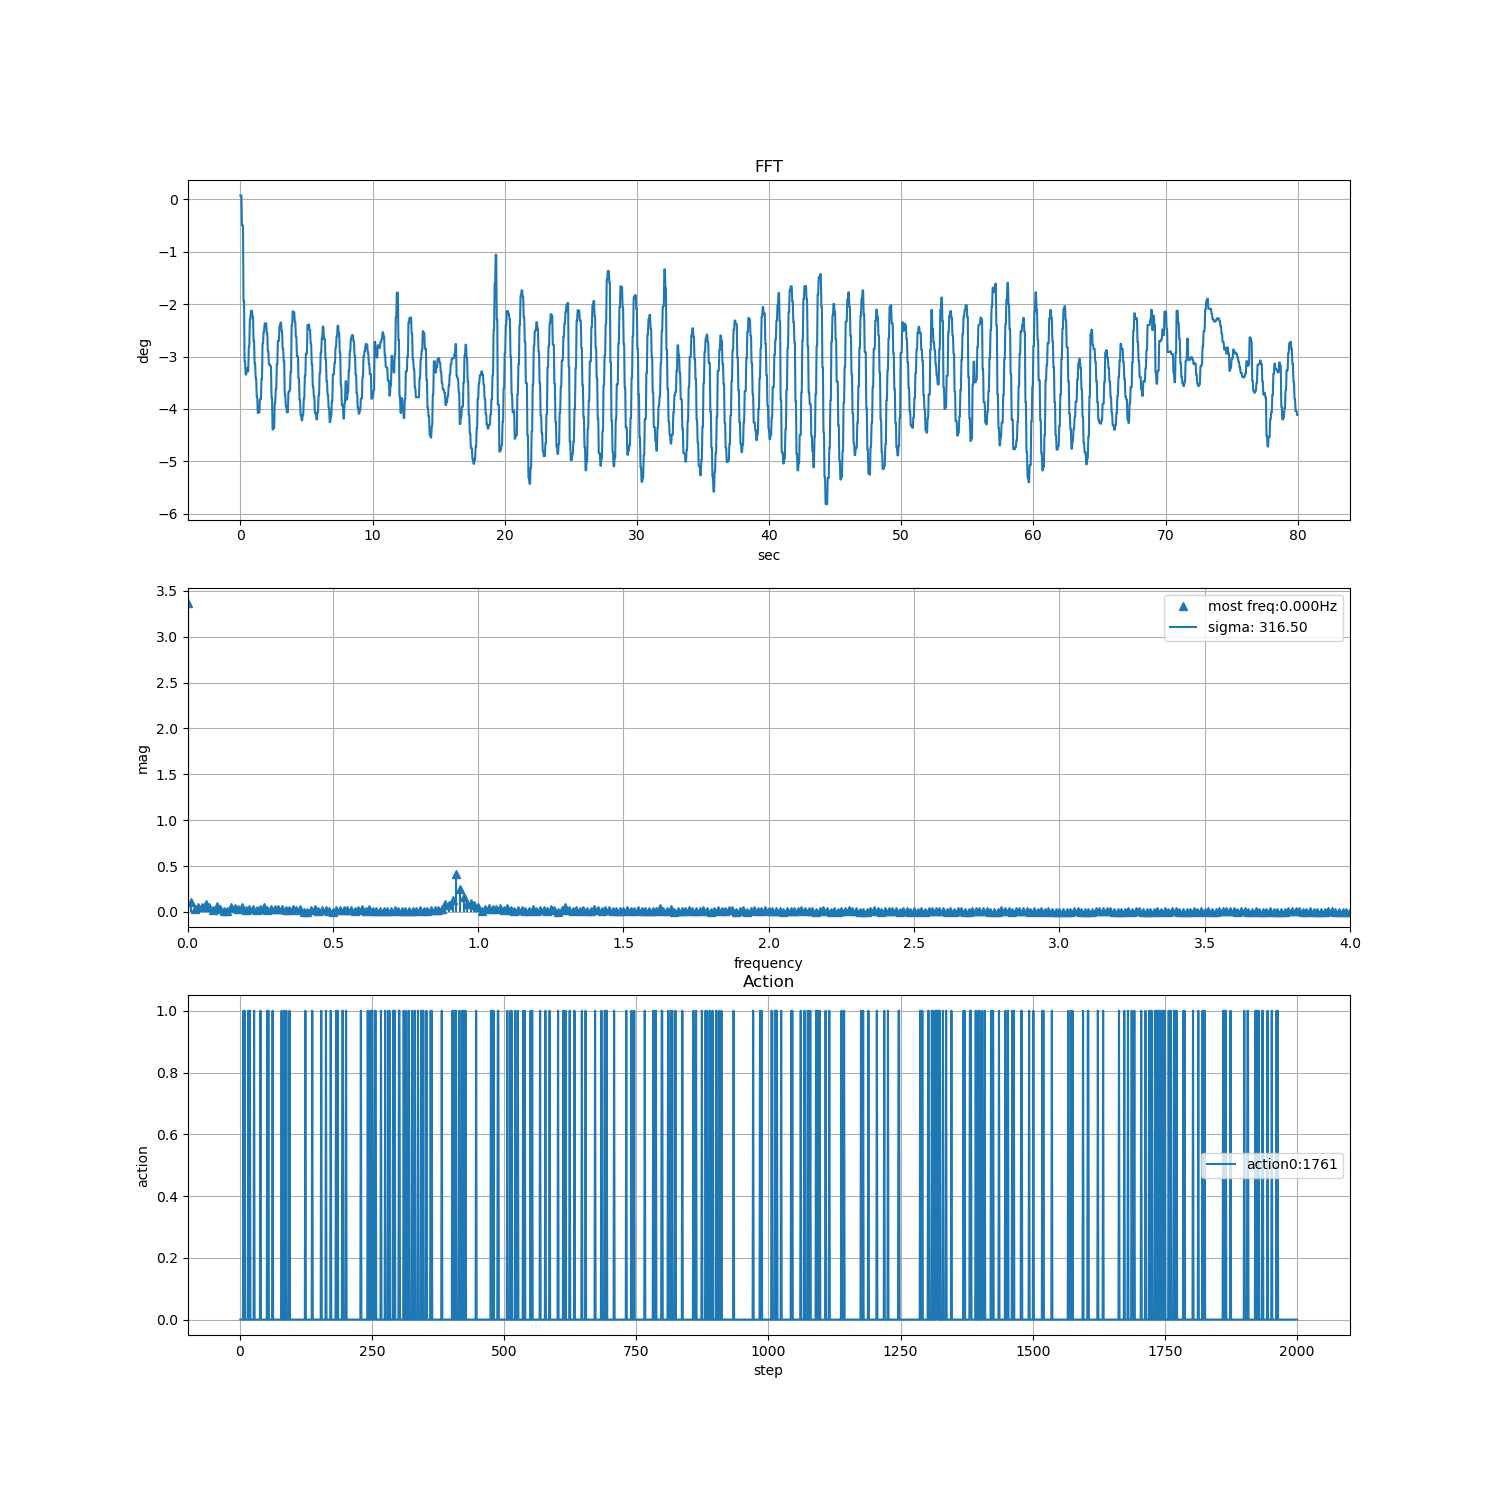 FFT
0
−1
−2
−3
−4
−5
−6
deg
0 10 20 30 40 50 60 70 80
sec
3.5
3.0
2.5
2.0
1.5
1.0
0.5
0.0
mag
most freq:0.000Hz
sigma: 316.50
0.0 0.5 1.0 1.5 2.0 2.5 3.0 3.5 4.0
frequency
Action
1.0
0.8
0.6
0.4
0.2
0.0
action
action0:1761
0 250 500 750 1000 1250 1500 1750 2000
step